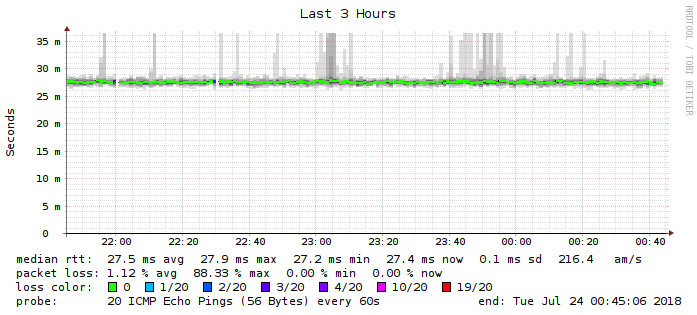 Last 3 Hours
RRDTOOL / TOBI OETIKER
Seconds
35 m
30 m
25 m
20 m
15 m
10 m
5 m
0
22:00 22:20 22:40 23:00 23:20 23:40 00:00 00:20 00:40
median rtt: 27.5 ms avg 27.9 ms max 27.2 ms min 27.4 ms now 0.1 ms sd 216.4 am/s
packet loss: 1.12 % avg 88.33 % max 0.00 % min 0.00 % now
loss color: 0 1/20 2/20 3/20 4/20 10/20 19/20
probe: 20 ICMP Echo Pings (56 Bytes) every 60s end: Tue Jul 24 00:45:06 2018